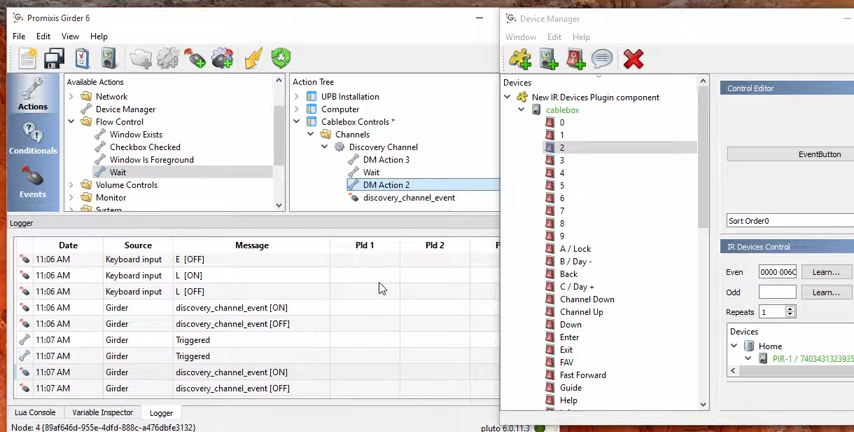 Promixis Girder 6
File Edit View Help
Actions
Conditionals
Events
Available Actions
Network
Device Manager
Flow Control
Window Exists
Checkbox Checked
Window Is Foreground
Wait
Volume Controls
Monitor
System
Action Tree
UPB Installation
Computer
Cablebox Controls *
Channels
Discovery Channel
DM Action 3
Wait
DM Action 2
discovery_channel_event
Logger
Date Source Message Pld 1 Pld 2 P
11:06 AM Keyboard input E [OFF]
11:06 AM Keyboard input L [ON]
11:06 AM Keyboard input L [OFF]
11:06 AM Girder discovery_channel_event [ON]
11:06 AM Girder discovery_channel_event [OFF]
11:07 AM Girder Triggered
11:07 AM Girder Triggered
11:07 AM Girder discovery_channel_event [ON]
11:07 AM Girder discovery_channel_event [OFF]
Lua Console Variable Inspector Logger
Node: 4 {89af646d-955e-4dfd-888c-a476dbfe3132} pluto 6.0.11.3
Device Manager
Window Edit Help
Devices
New IR Devices Plugin component
cablebox
0
1
2
3
4
5
6
7
8
9
A / Lock
B / Day -
Back
C / Day +
Channel Down
Channel Up
Down
Enter
Exit
FAV
Fast Forward
Guide
Help
Control Editor
EventButton
Sort Order0
IR Devices Control
Even 0000 006C Learn...
Odd Learn...
Repeats 1
Devices
Home
PIR-1 / 7403431323935